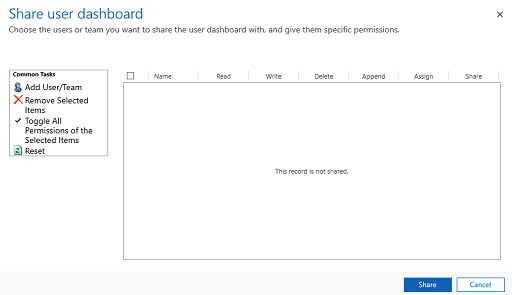 Share user dashboard
Choose the users or team you want to share the user dashboard with, and give them specific permissions.
Common Tasks
Add User/Team
Remove Selected
Items
Toggle All
Permissions of the
Selected Items
Reset
Name Read Write Delete Append Assign Share
This record is not shared.
Share Cancel